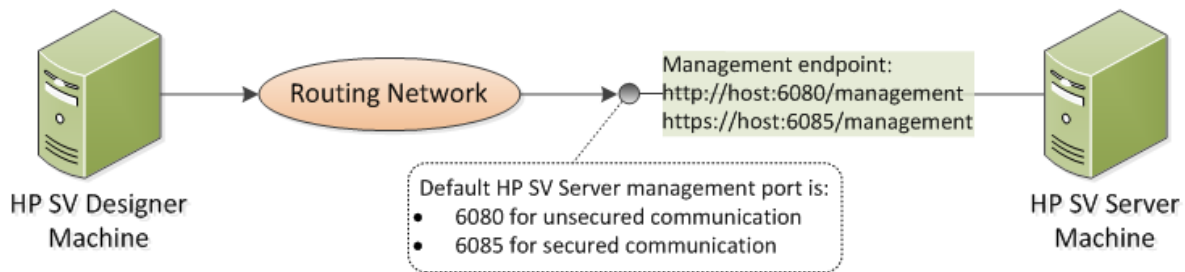 HP SV Designer
Machine
Routing Network
Management endpoint:
http://host:6080/management
https://host:6085/management
Default HP SV Server management port is:
• 6080 for unsecured communication
• 6085 for secured communication
HP SV Server
Machine